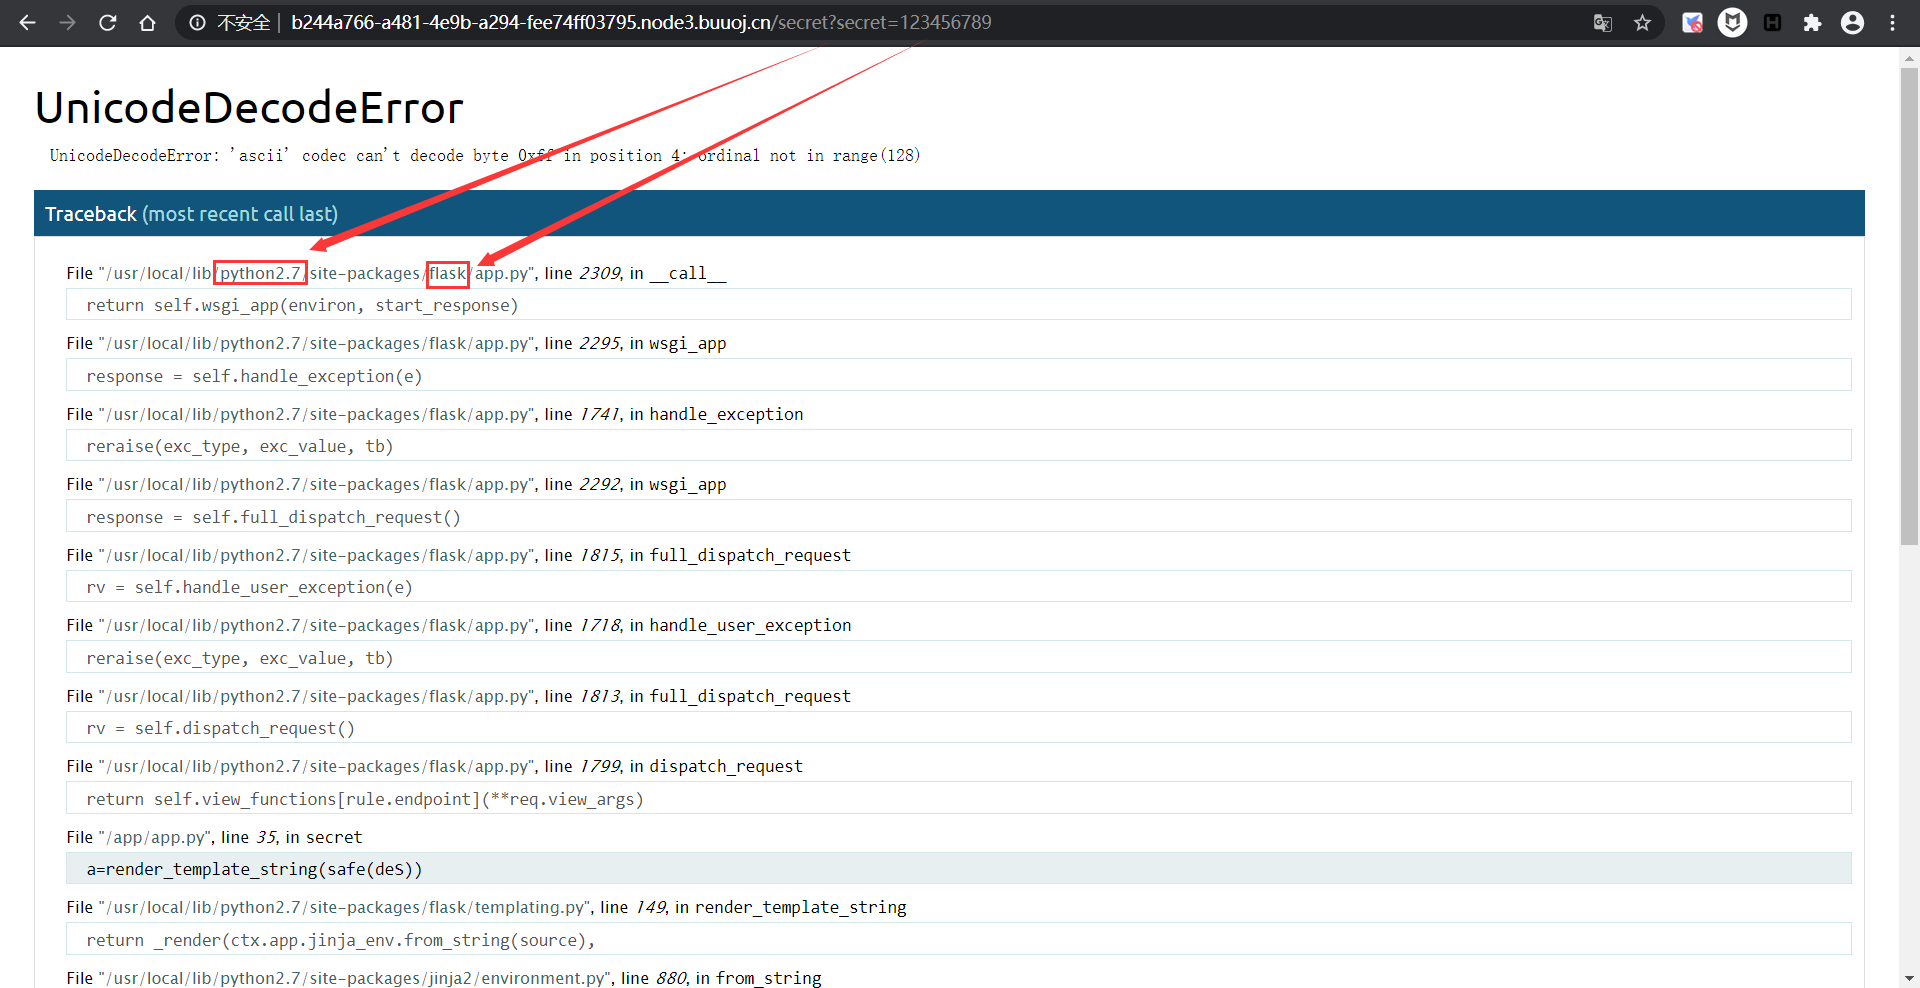 不安全 | b244a766-a481-4e9b-a294-fee74ff03795.node3.buuoj.cn/secret?secret=123456789
UnicodeDecodeError
UnicodeDecodeError: 'ascii' codec can't decode byte 0xff in position 4: ordinal not in range(128)
Traceback (most recent call last)
File "/usr/local/lib/python2.7/site-packages/flask/app.py", line 2309, in __call__
return self.wsgi_app(environ, start_response)
File "/usr/local/lib/python2.7/site-packages/flask/app.py", line 2295, in wsgi_app
response = self.handle_exception(e)
File "/usr/local/lib/python2.7/site-packages/flask/app.py", line 1741, in handle_exception
reraise(exc_type, exc_value, tb)
File "/usr/local/lib/python2.7/site-packages/flask/app.py", line 2292, in wsgi_app
response = self.full_dispatch_request()
File "/usr/local/lib/python2.7/site-packages/flask/app.py", line 1815, in full_dispatch_request
rv = self.handle_user_exception(e)
File "/usr/local/lib/python2.7/site-packages/flask/app.py", line 1718, in handle_user_exception
reraise(exc_type, exc_value, tb)
File "/usr/local/lib/python2.7/site-packages/flask/app.py", line 1813, in full_dispatch_request
rv = self.dispatch_request()
File "/usr/local/lib/python2.7/site-packages/flask/app.py", line 1799, in dispatch_request
return self.view_functions[rule.endpoint](**req.view_args)
File "/app/app.py", line 35, in secret
a=render_template_string(safe(deS))
File "/usr/local/lib/python2.7/site-packages/flask/templating.py", line 149, in render_template_string
return _render(ctx.app.jinja_env.from_string(source),
File "/usr/local/lib/python2.7/site-packages/jinja2/environment.py", line 880, in from_string